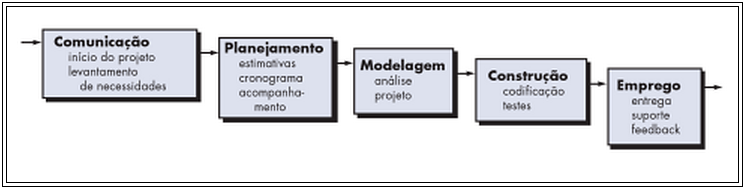 Comunicação
início do projeto
levantamento
de necessidades
Planejamento
estimativas
cronograma
acompanha-
mento
Modelagem
análise
projeto
Construção
codificação
testes
Emprego
entrega
suporte
feedback